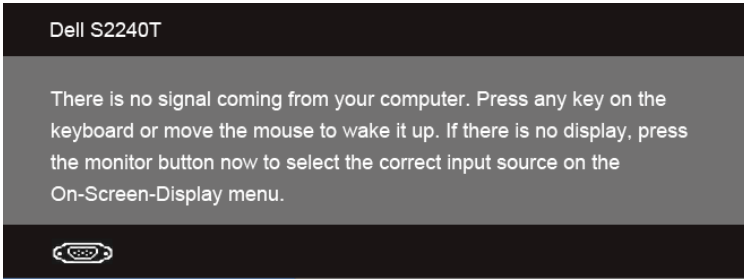 Dell S2240T
There is no signal coming from your computer. Press any key on the
keyboard or move the mouse to wake it up. If there is no display, press
the monitor button now to select the correct input source on the
On-Screen-Display menu.